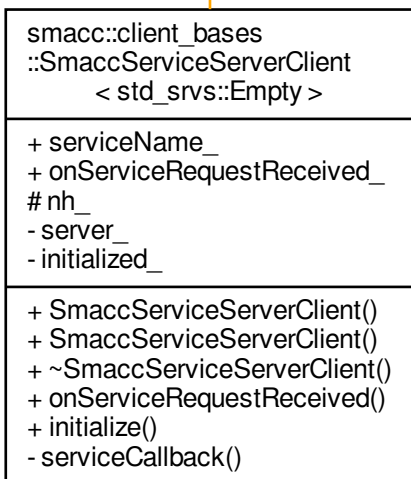 smacc::client_bases
::SmaccServiceServerClient
< std_srvs::Empty >
+ serviceName_
+ onServiceRequestReceived_
# nh_
- server_
- initialized_
+ SmaccServiceServerClient()
+ SmaccServiceServerClient()
+ ~SmaccServiceServerClient()
+ onServiceRequestReceived()
+ initialize()
- serviceCallback()